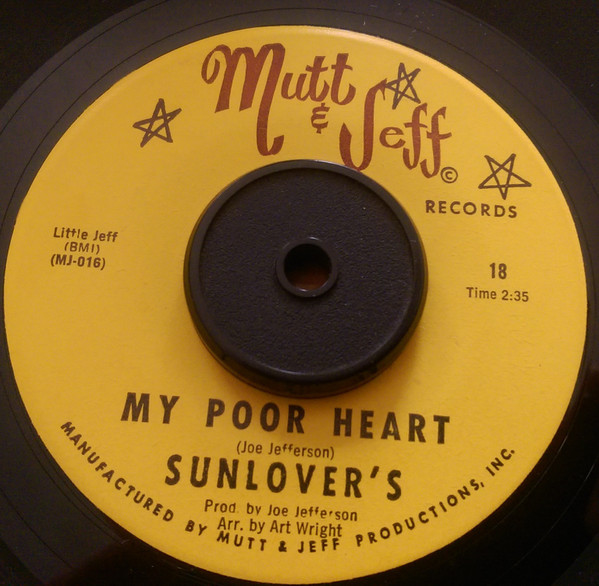 Mutt
& Jeff ©
RECORDS
Little Jeff
(BMI)
(MJ-016)
18
Time 2:35
MY POOR HEART
(Joe Jefferson)
SUNLOVER'S
Prod. by Joe Jefferson
Arr. by Art Wright
MANUFACTURED BY MUTT & JEFF PRODUCTIONS, INC.